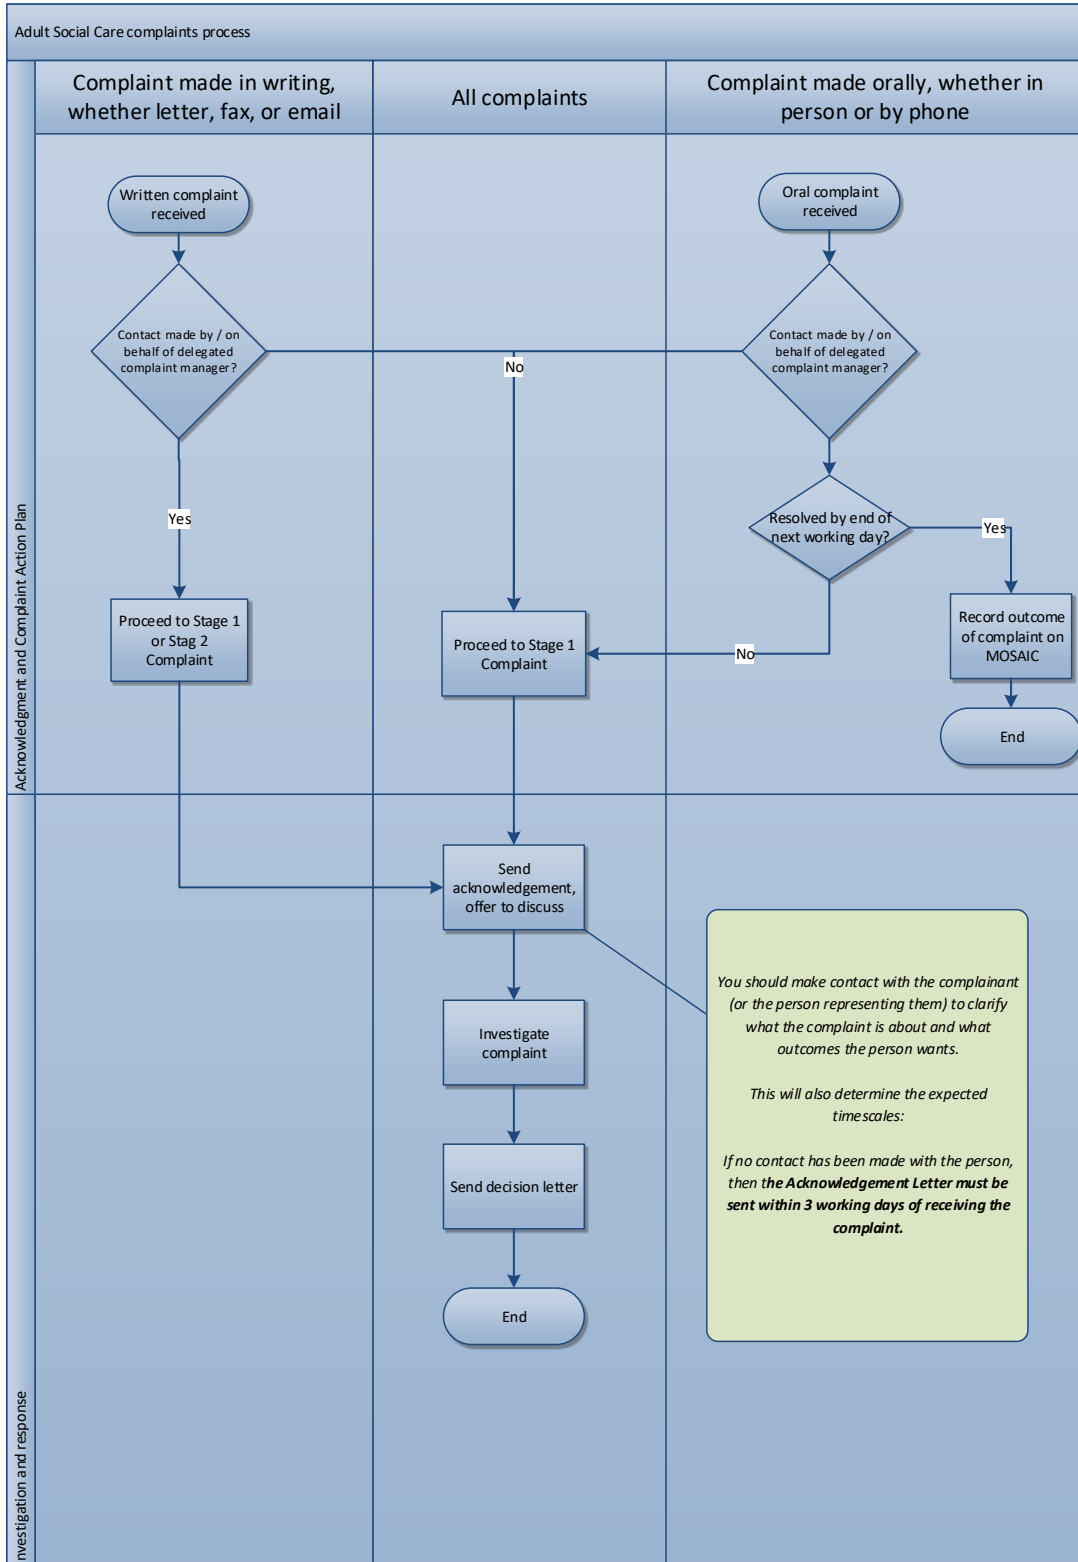 Adult Social Care complaints process
Complaint made in writing,
whether letter, fax, or email
All complaints
Complaint made orally, whether in
person or by phone
Acknowledgment and Complaint Action Plan
Written complaint
received
Oral complaint
received
Contact made by / on
behalf of delegated
complaint manager?
Contact made by / on
behalf of delegated
complaint manager?
No
Yes
Resolved by end of
next working day?
Yes
Proceed to Stage 1
or Stag 2
Complaint
Proceed to Stage 1
Complaint
No
Record outcome
of complaint on
MOSAIC
End
nvestigation and response
Send
acknowledgement,
offer to discuss
You should make contact with the complainant
(or the person representing them) to clarify
what the complaint is about and what
outcomes the person wants.
This will also determine the expected
timescales:
If no contact has been made with the person,
then the Acknowledgement Letter must be
sent within 3 working days of receiving the
complaint.
Investigate
complaint
Send decision letter
End